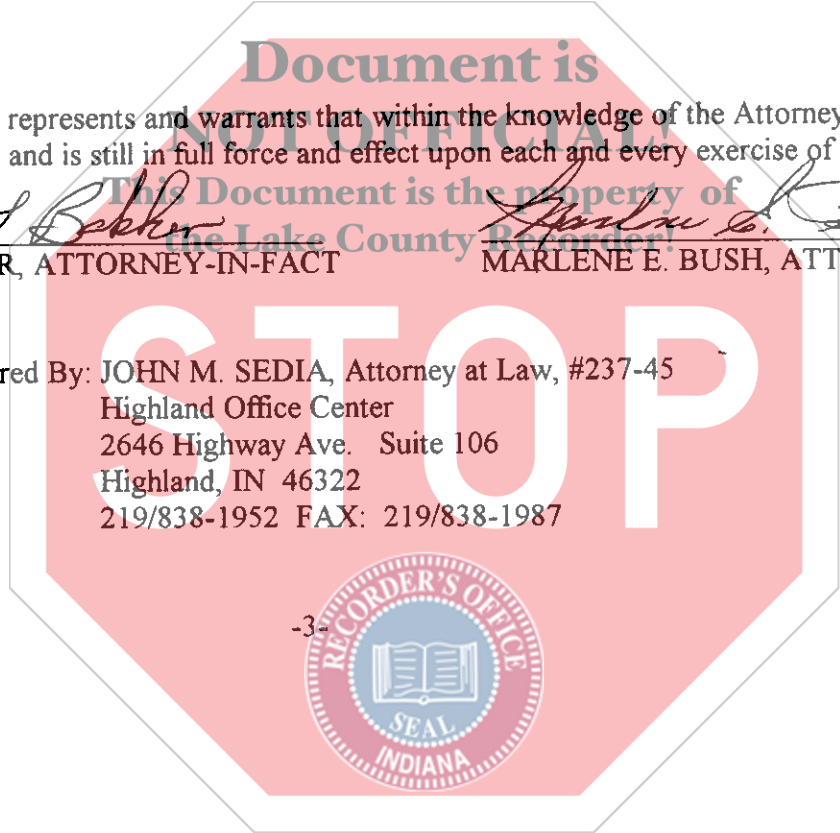 Document is
represents and warrants that within the knowledge of the Attorney
NOT OFFICIAL!
and is still in full force and effect upon each and every exercise of
This Document is the property of
the Lake County Recorder!
R, ATTORNEY-IN-FACT MARLENE E. BUSH, ATT
STOP
red By: JOHN M. SEDIA, Attorney at Law, #237-45
Highland Office Center
2646 Highway Ave. Suite 106
Highland, IN 46322
219/838-1952 FAX: 219/838-1987
-3-
RECORDER'S OFFICE
SEAL
INDIANA